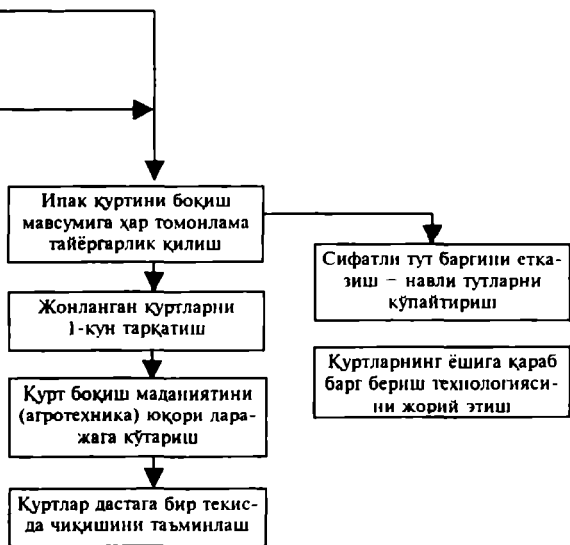 Ипак қуртини боқиш
мавсумига ҳар томонлама
тайёргарлик қилиш
Сифатли тут баргини етка-
зиш – навли тутларни
кўпайтириш
Жонланган қуртларни
1-кун тарқатиш
Қуртларнинг ёшига қараб
барг бериш технологияси-
ни жорий этиш
Қурт боқиш маданиятини
(агротехника) юқори дара-
жага кўтариш
Қуртлар дастага бир текис-
да чиқишини таъминлаш